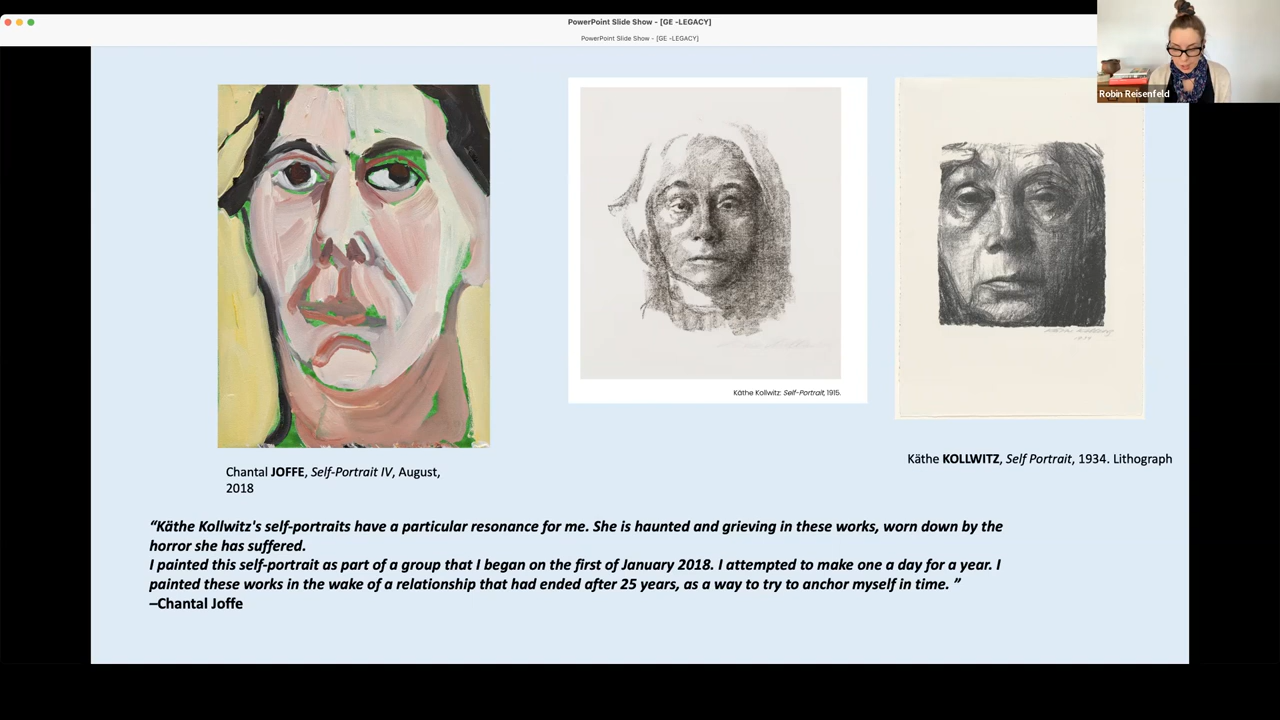 PowerPoint Slide Show - [GE -LEGACY]
PowerPoint Slide Show - [GE -LEGACY]
Robin Reisenfeld
Käthe Kollwitz: Self-Portrait, 1915.
Käthe KOLLWITZ, Self Portrait, 1934. Lithograph
Chantal JOFFE, Self-Portrait IV, August,
2018
“Käthe Kollwitz's self-portraits have a particular resonance for me. She is haunted and grieving in these works, worn down by the
horror she has suffered.
I painted this self-portrait as part of a group that I began on the first of January 2018. I attempted to make one a day for a year. I
painted these works in the wake of a relationship that had ended after 25 years, as a way to try to anchor myself in time. ”
–Chantal Joffe